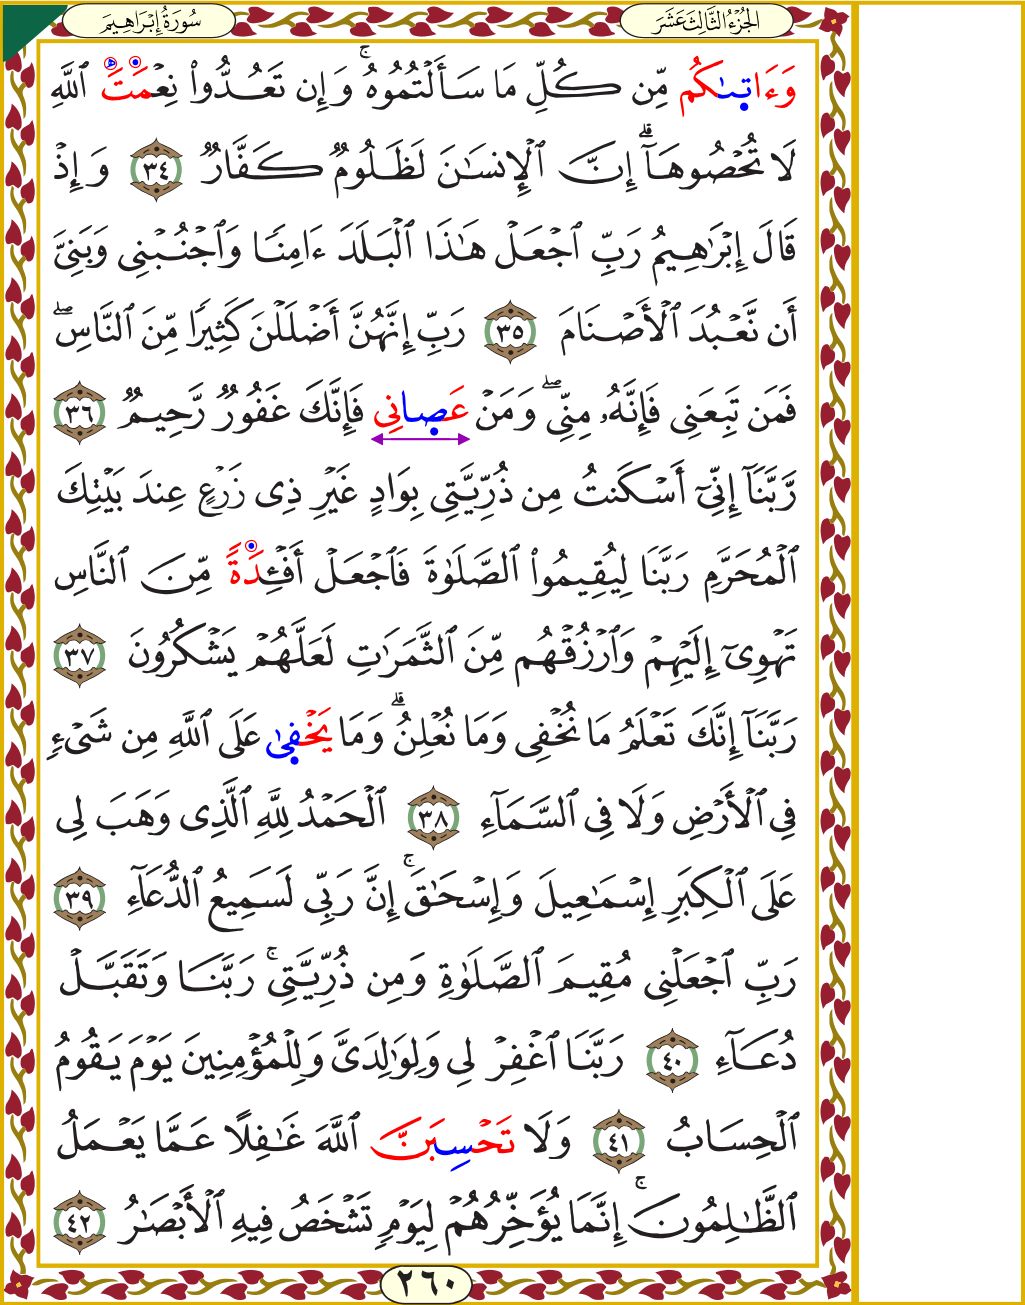 سُورَةُ إِبْرَاهِيمَ
الجُزْءُ الثَّالِثَ عَشَرَ
وَءَاتِىٰكُم مِّن كُلِّ مَا سَأَلْتُمُوهُ ۚ وَإِن تَعُدُّوا۟ نِعْمَتَ ٱللَّهِ
لَا تُحْصُوهَآ ۗ إِنَّ ٱلْإِنسَـٰنَ لَظَلُومٌ كَفَّارٌ ٣٤ وَإِذْ
قَالَ إِبْرَٰهِيمُ رَبِّ ٱجْعَلْ هَـٰذَا ٱلْبَلَدَ ءَامِنًا وَٱجْنُبْنِى وَبَنِىَّ
أَن نَّعْبُدَ ٱلْأَصْنَامَ ٣٥ رَبِّ إِنَّهُنَّ أَضْلَلْنَ كَثِيرًا مِّنَ ٱلنَّاسِ ۖ
فَمَن تَبِعَنِى فَإِنَّهُۥ مِنِّى ۖ وَمَنْ عَصِانِى فَإِنَّكَ غَفُورٌ رَّحِيمٌ ٣٦
رَّبَّنَآ إِنِّىٓ أَسْكَنتُ مِن ذُرِّيَّتِى بِوَادٍ غَيْرِ ذِى زَرْعٍ عِندَ بَيْتِكَ
ٱلْمُحَرَّمِ رَبَّنَا لِيُقِيمُوا۟ ٱلصَّلَوٰةَ فَٱجْعَلْ أَفْـِٔدَةً مِّنَ ٱلنَّاسِ
تَهْوِىٓ إِلَيْهِمْ وَٱرْزُقْهُم مِّنَ ٱلثَّمَرَٰتِ لَعَلَّهُمْ يَشْكُرُونَ ٣٧
رَبَّنَآ إِنَّكَ تَعْلَمُ مَا نُخْفِى وَمَا نُعْلِنُ ۗ وَمَا يَخْفِىٰ عَلَى ٱللَّهِ مِن شَىْءٍ
فِى ٱلْأَرْضِ وَلَا فِى ٱلسَّمَآءِ ٣٨ ٱلْحَمْدُ لِلَّهِ ٱلَّذِى وَهَبَ لِى
عَلَى ٱلْكِبَرِ إِسْمَـٰعِيلَ وَإِسْحَـٰقَ ۚ إِنَّ رَبِّى لَسَمِيعُ ٱلدُّعَآءِ ٣٩
رَبِّ ٱجْعَلْنِى مُقِيمَ ٱلصَّلَوٰةِ وَمِن ذُرِّيَّتِى ۚ رَبَّنَا وَتَقَبَّلْ
دُعَآءِ ٤٠ رَبَّنَا ٱغْفِرْ لِى وَلِوَٰلِدَىَّ وَلِلْمُؤْمِنِينَ يَوْمَ يَقُومُ
ٱلْحِسَابُ ٤١ وَلَا تَحْسِبَنَّ ٱللَّهَ غَـٰفِلًا عَمَّا يَعْمَلُ
ٱلظَّـٰلِمُونَ ۚ إِنَّمَا يُؤَخِّرُهُمْ لِيَوْمٍ تَشْخَصُ فِيهِ ٱلْأَبْصَـٰرُ ٤٢
٢٦٠